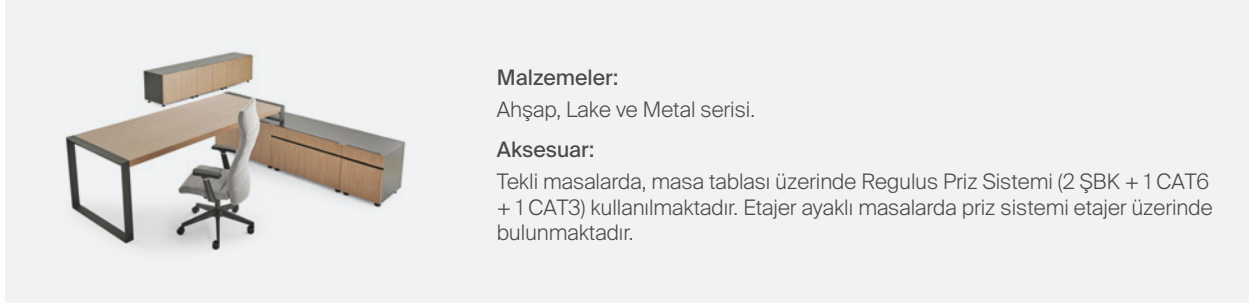 Malzemeler:
Ahşap, Lake ve Metal serisi.
Aksesuar:
Tekli masalarda, masa tablası üzerinde Regulus Priz Sistemi (2 ŞBK + 1 CAT6
+ 1 CAT3) kullanılmaktadır. Etajer ayaklı masalarda priz sistemi etajer üzerinde
bulunmaktadır.